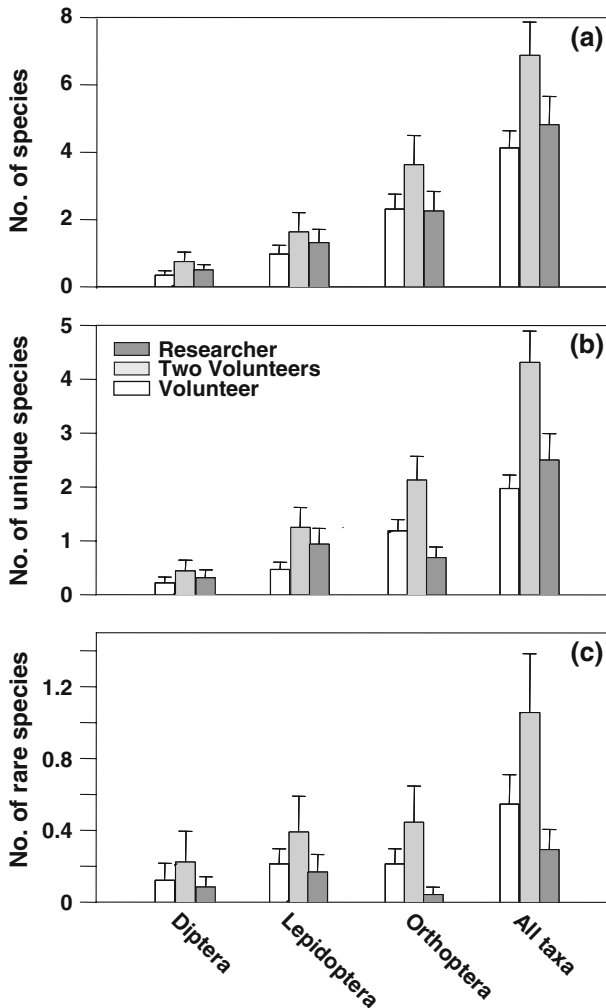 (a)
No. of species
8
6
4
2
0
(b)
No. of unique species
5
4
3
2
1
0
Researcher
Two Volunteers
Volunteer
(c)
No. of rare species
1.2
0.8
0.4
0
Diptera
Lepidoptera
Orthoptera
All taxa